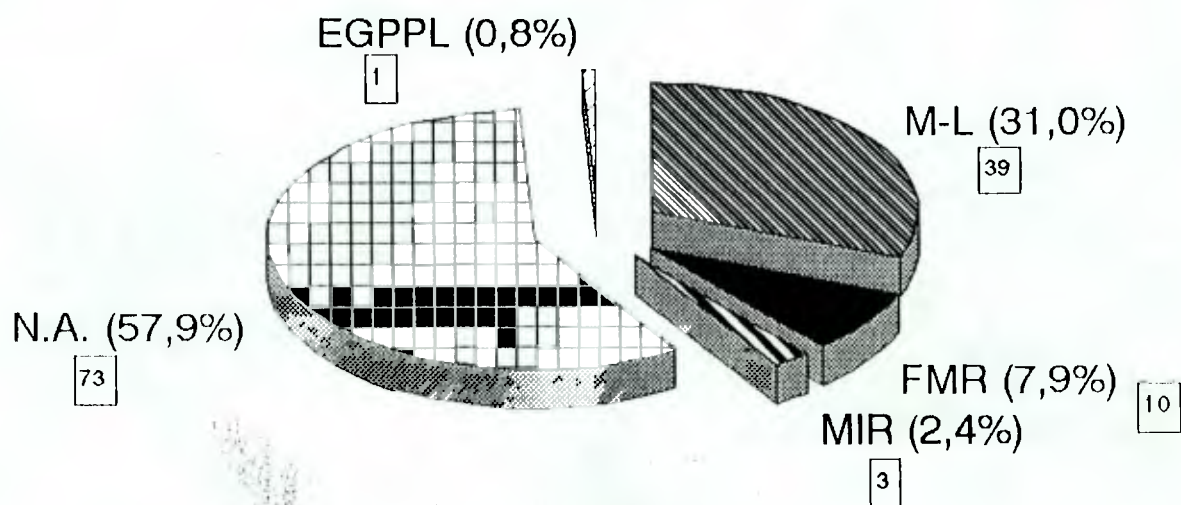 EGPPL (0,8%)
1
M-L (31,0%)
39
N.A. (57,9%)
73
FMR (7,9%)
10
MIR (2,4%)
3